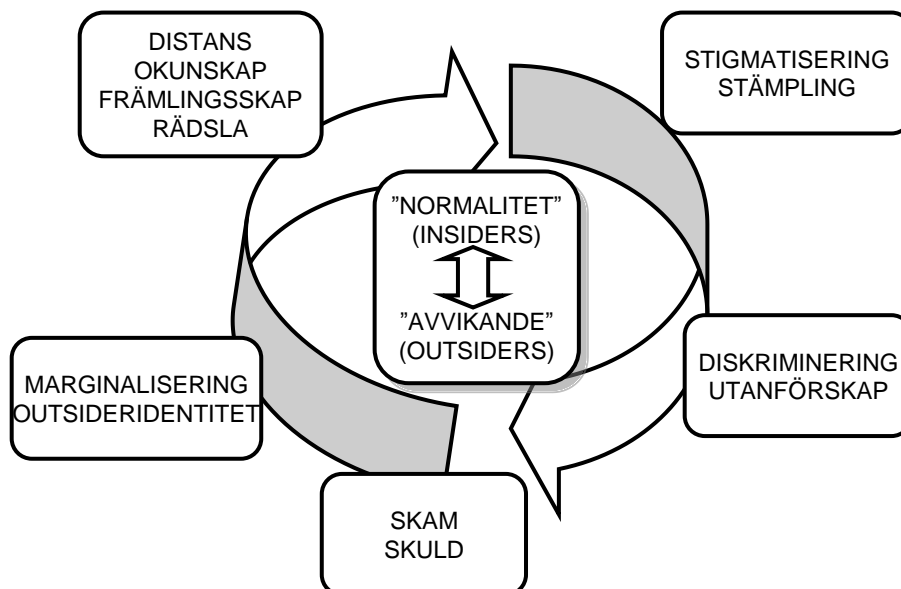 DISTANS
OKUNSKAP
FRÄMLINGSSKAP
RÄDSLA
STIGMATISERING
STÄMPLING
”NORMALITET”
(INSIDERS)
”AVVIKANDE”
(OUTSIDERS)
DISKRIMINERING
UTANFÖRSKAP
MARGINALISERING
OUTSIDERIDENTITET
SKAM
SKULD